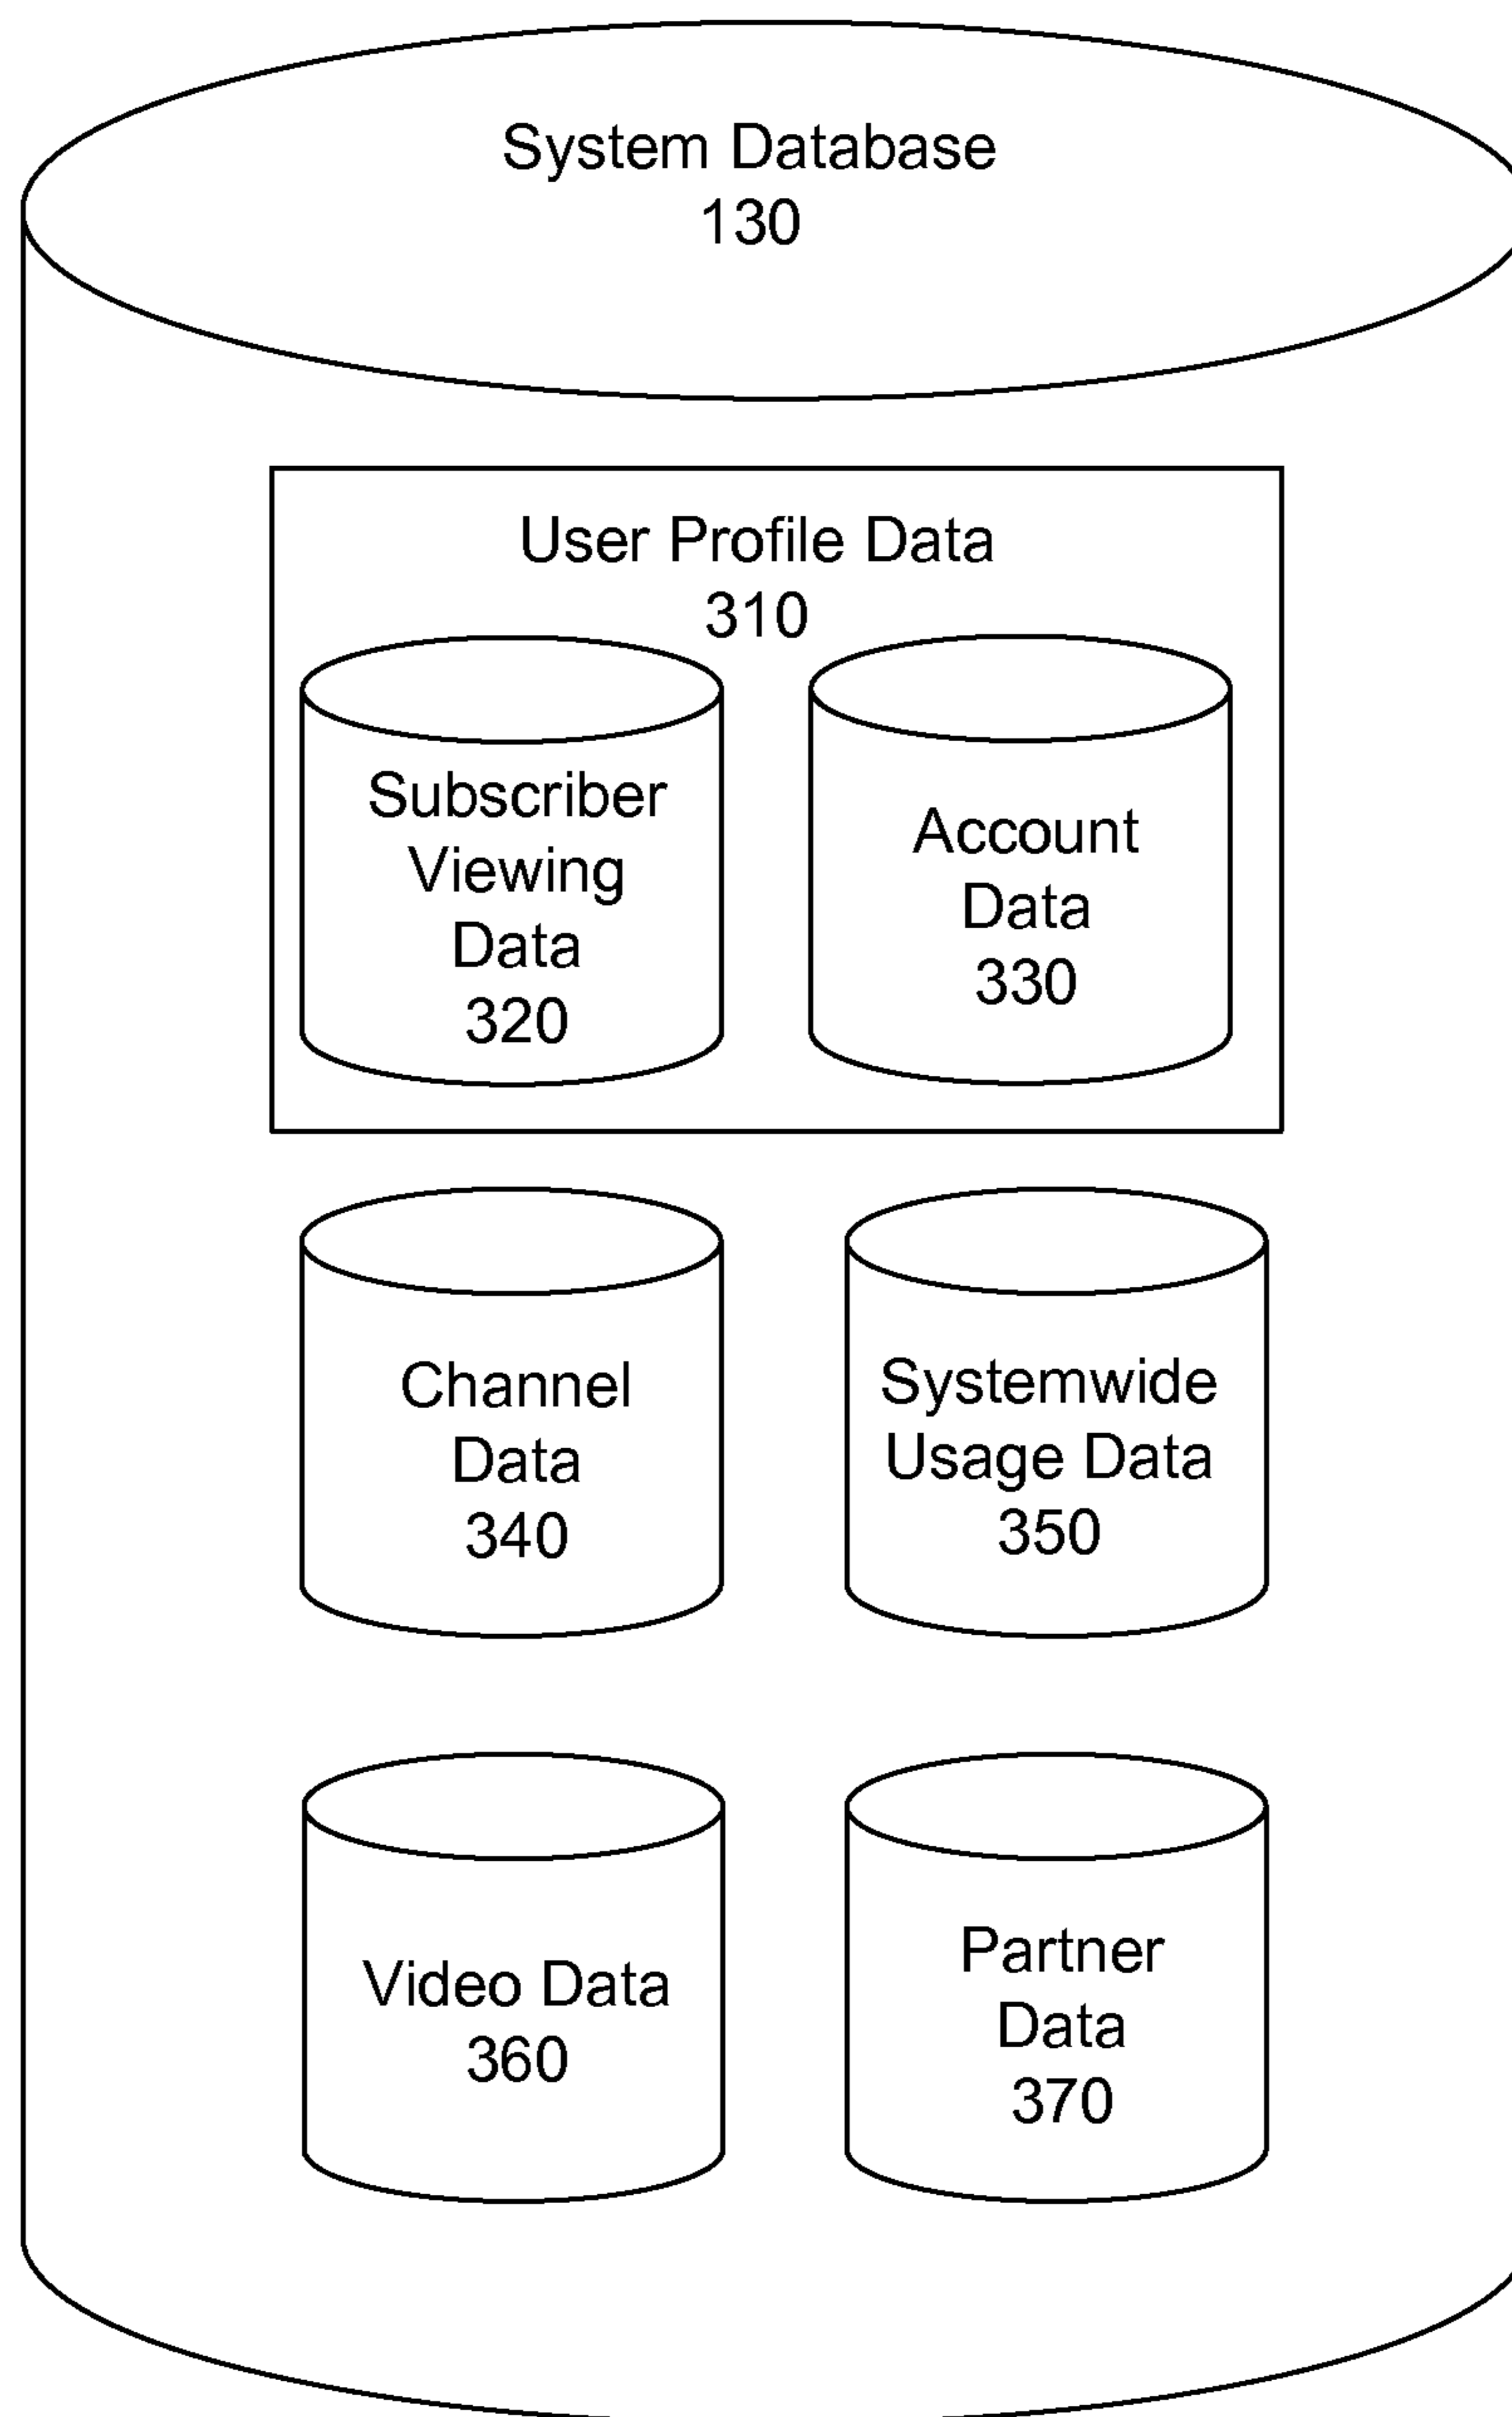 System Database
130
User Profile Data
310
Subscriber
Viewing
Data
320
Account
Data
330
Channel
Data
340
Systemwide
Usage Data
350
Video Data
360
Partner
Data
370